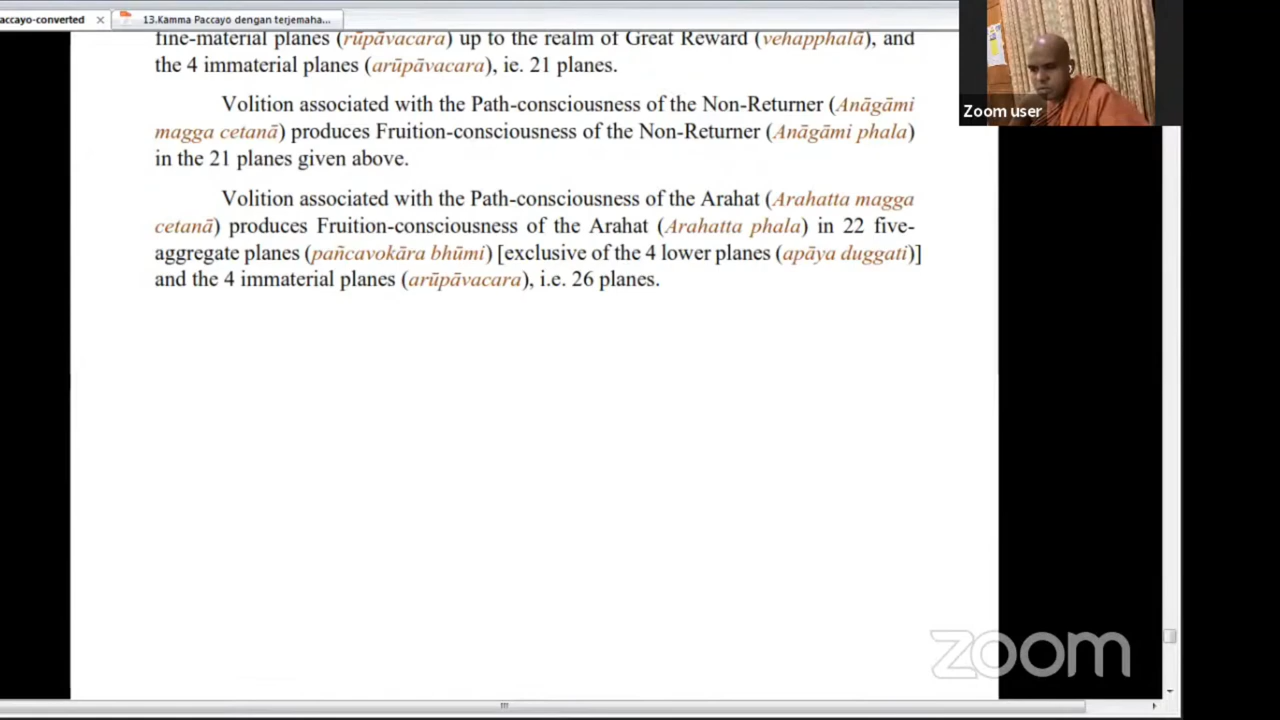 accayo-converted
13.Kamma Paccayo dengan terjemaha...
fine-material planes (rūpāvacara) up to the realm of Great Reward (vehapphalā), and
the 4 immaterial planes (arūpāvacara), ie. 21 planes.
Volition associated with the Path-consciousness of the Non-Returner (Anāgāmi
magga cetanā) produces Fruition-consciousness of the Non-Returner (Anāgāmi phala)
in the 21 planes given above.
Volition associated with the Path-consciousness of the Arahat (Arahatta magga
cetanā) produces Fruition-consciousness of the Arahat (Arahatta phala) in 22 five-
aggregate planes (pañcavokāra bhūmi) [exclusive of the 4 lower planes (apāya duggati)]
and the 4 immaterial planes (arūpāvacara), i.e. 26 planes.
Zoom user
zoom